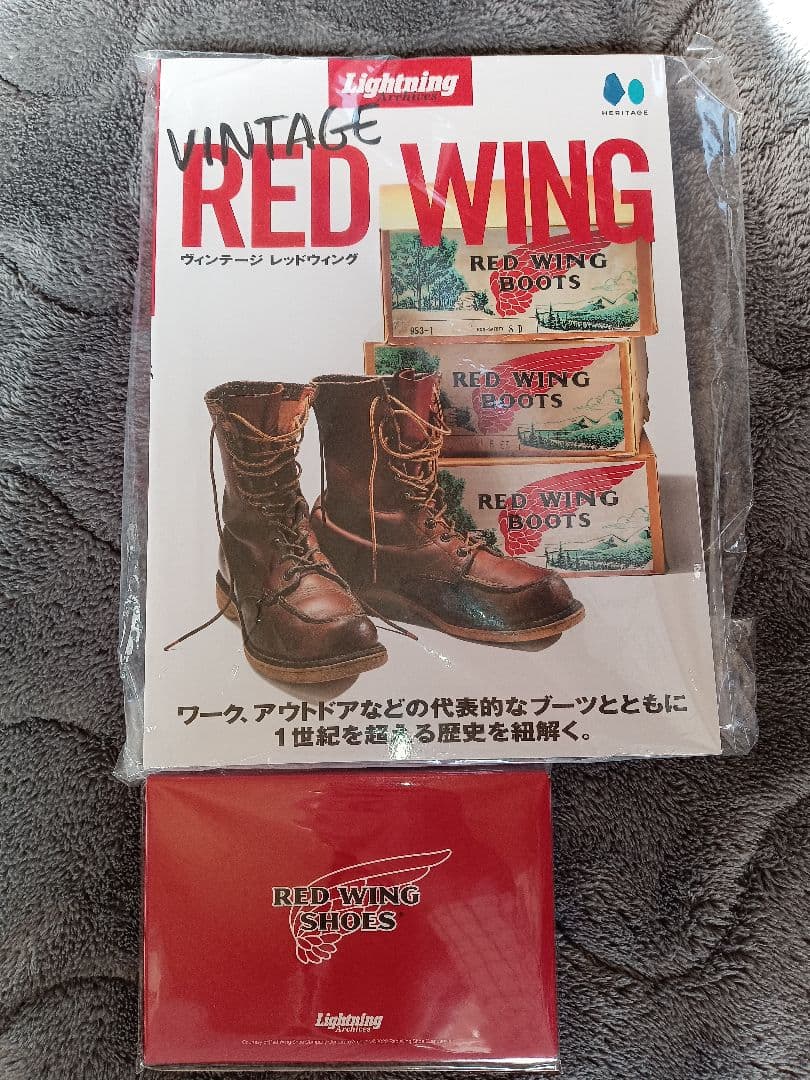 Lightning
Archives
HERITAGE
VINTAGE
RED WING
ヴィンテージ レッドウィング
RED WING
BOOTS
953-1
8 D
RED WING
BOOTS
RED WING
BOOTS
ワーク、アウトドアなどの代表的なブーツとともに
1世紀を超える歴史を紐解く。
RED WING
SHOES
Lightning
Archives